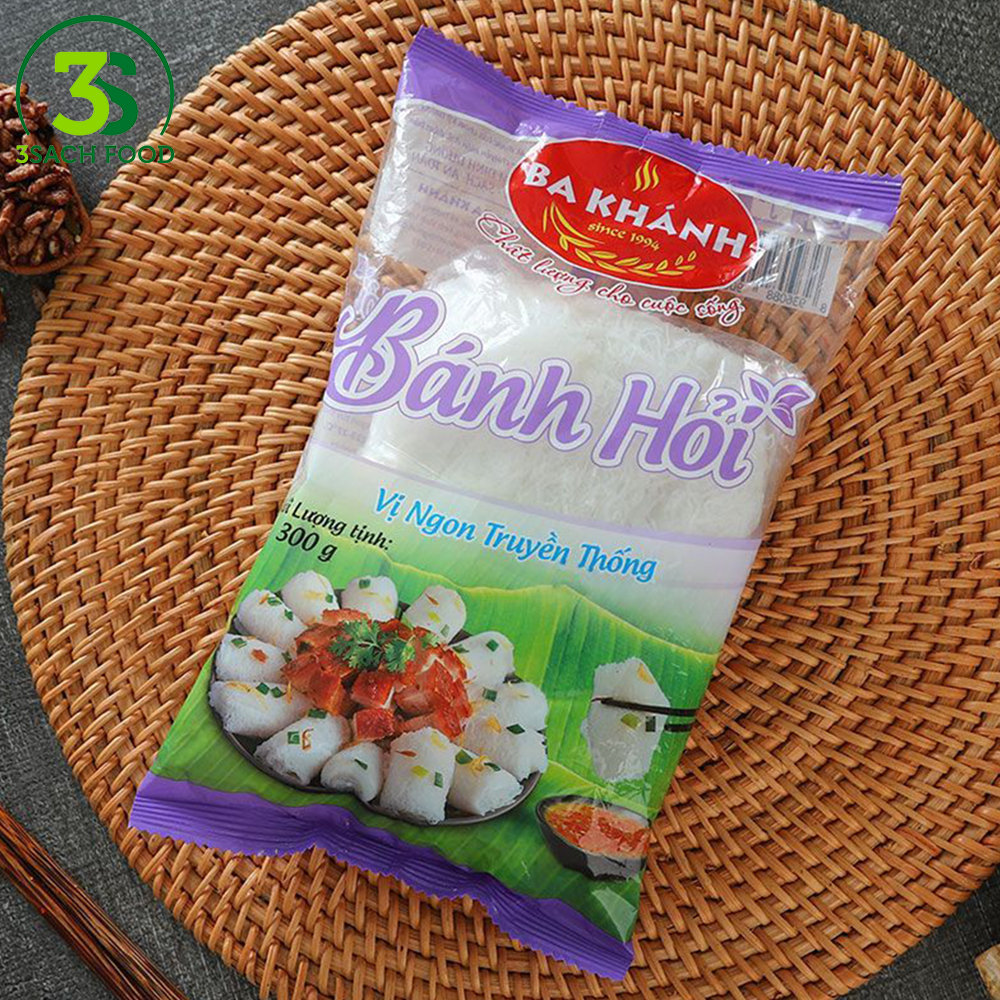 3S
3SACH FOOD
BA KHÁNH
since 1994
Chất lượng cho cuộc sống
Bánh Hỏi
Vị Ngon Truyền Thống
Lượng tịnh:
300 g